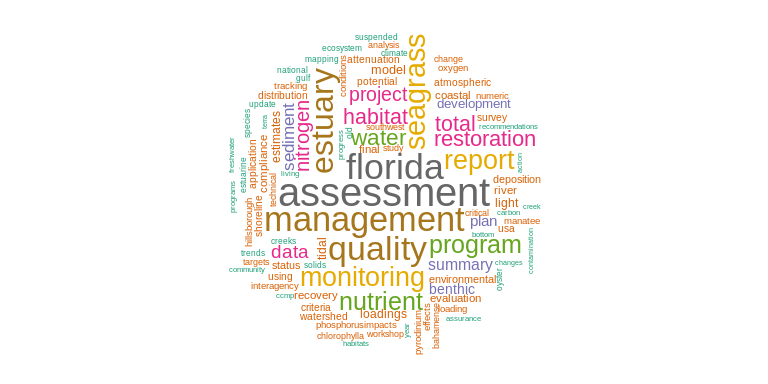 suspended
ecosystem
analysis
climate
mapping
attenuation
change
national
model
oxygen
gulf
conditions
seagrass
potential
atmospheric
tracking
estuary
project
coastal
numeric
distribution
development
update
sediment
nitrogen
habitat
total
survey
species
tema
estimates
southwest
recommendations
progress
old
water
restoration
final
study
freshwater
estuarine
application
compliance
florida
report
action
living
deposition
programs
technical
assessment
river
light
carbon
creek
hillsborough
shoreline
management
critical
plan
manatee
usa
creeks
tidal
quality
program
bottom
contamination
trends
data
targets
status
solids
summary
changes
community
using
monitoring
environmental
oyster
interagency
benthic
ccmp
recovery
nutrient
evaluation
criteria
loadings
loading
watershed
effects
assurance
phosphorus
impacts
year
chlorophylla
workshop
pyrodinium
bahamense
habitats